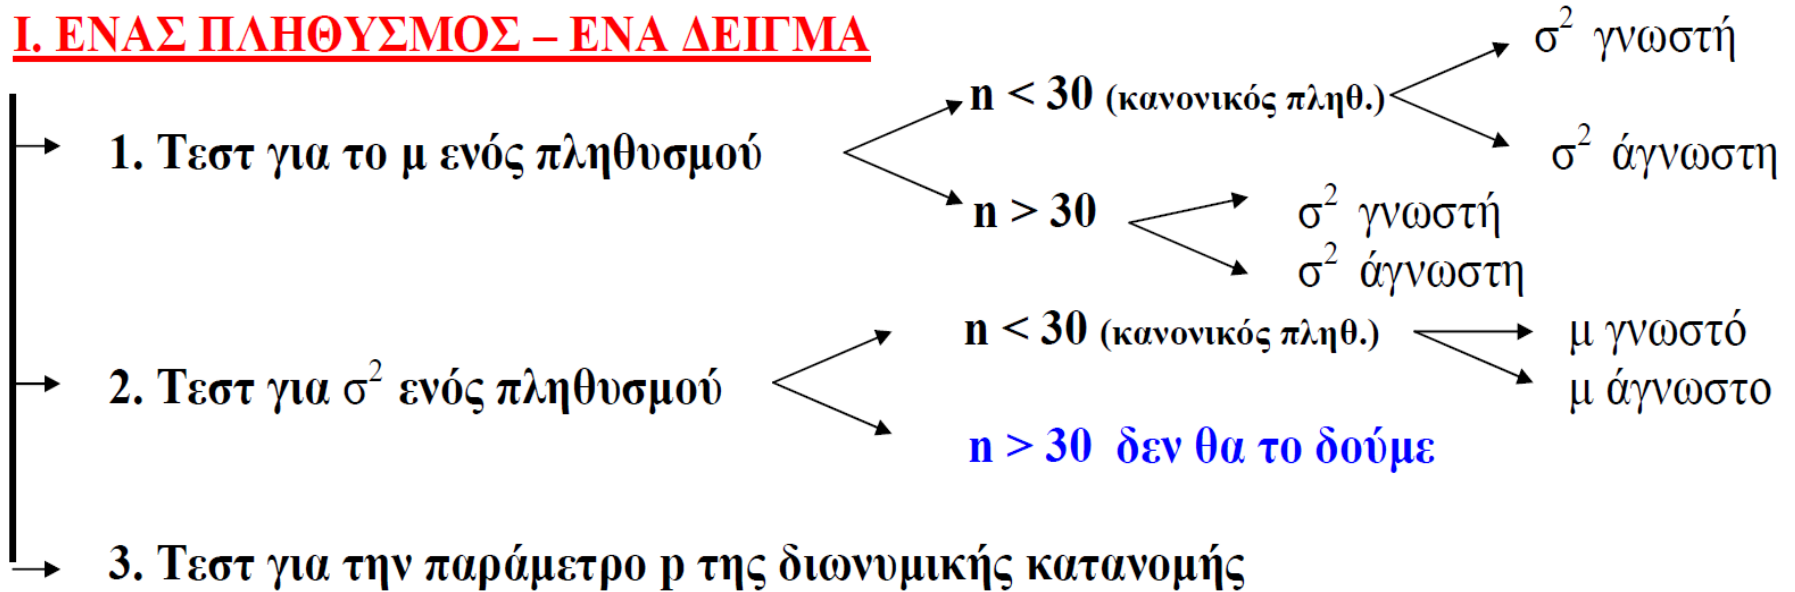 Ι. ΕΝΑΣ ΠΛΗΘΥΣΜΟΣ – ΕΝΑ ΔΕΙΓΜΑ
1. Τεστ για το μ ενός πληθυσμού
n < 30 (κανονικός πληθ.)
σ² γνωστή
σ² άγνωστη
n > 30
σ² γνωστή
σ² άγνωστη
2. Τεστ για σ² ενός πληθυσμού
n < 30 (κανονικός πληθ.)
μ γνωστό
μ άγνωστο
n > 30 δεν θα το δούμε
3. Τεστ για την παράμετρο p της διωνυμικής κατανομής